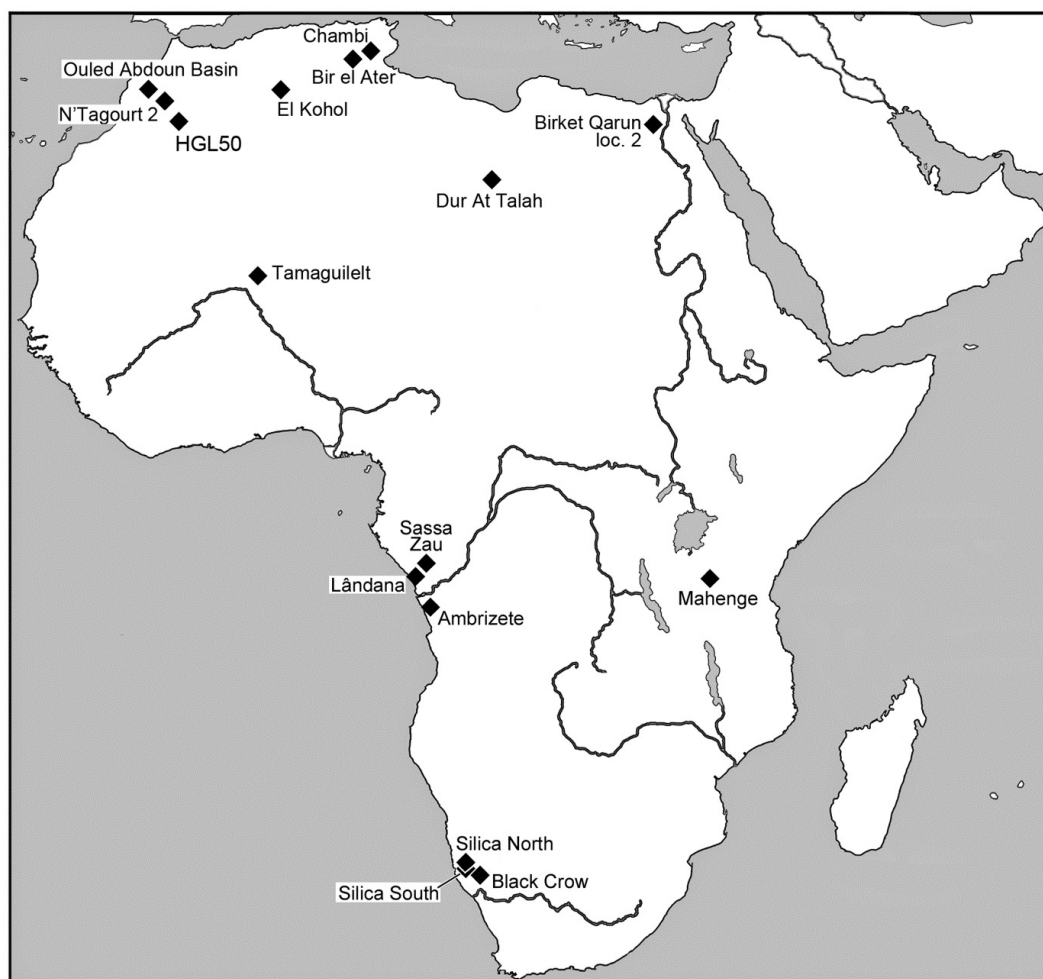 Chambi
Ouled Abdoun Basin
Bir el Ater
N'Tagourt 2
El Kohol
HGL50
Birket Qarun
loc. 2
Dur At Talah
Tamaguilelt
Sassa
Zau
Lândana
Ambrizete
Mahenge
Silica North
Silica South
Black Crow